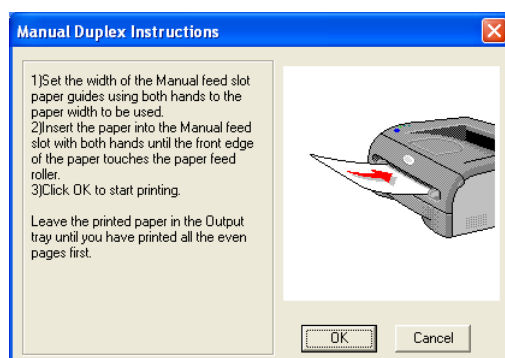 Manual Duplex Instructions
1)Set the width of the Manual feed slot
paper guides using both hands to the
paper width to be used.
2)Insert the paper into the Manual feed
slot with both hands until the front edge
of the paper touches the paper feed
roller.
3)Click OK to start printing.
Leave the printed paper in the Output
tray until you have printed all the even
pages first.
OK
Cancel